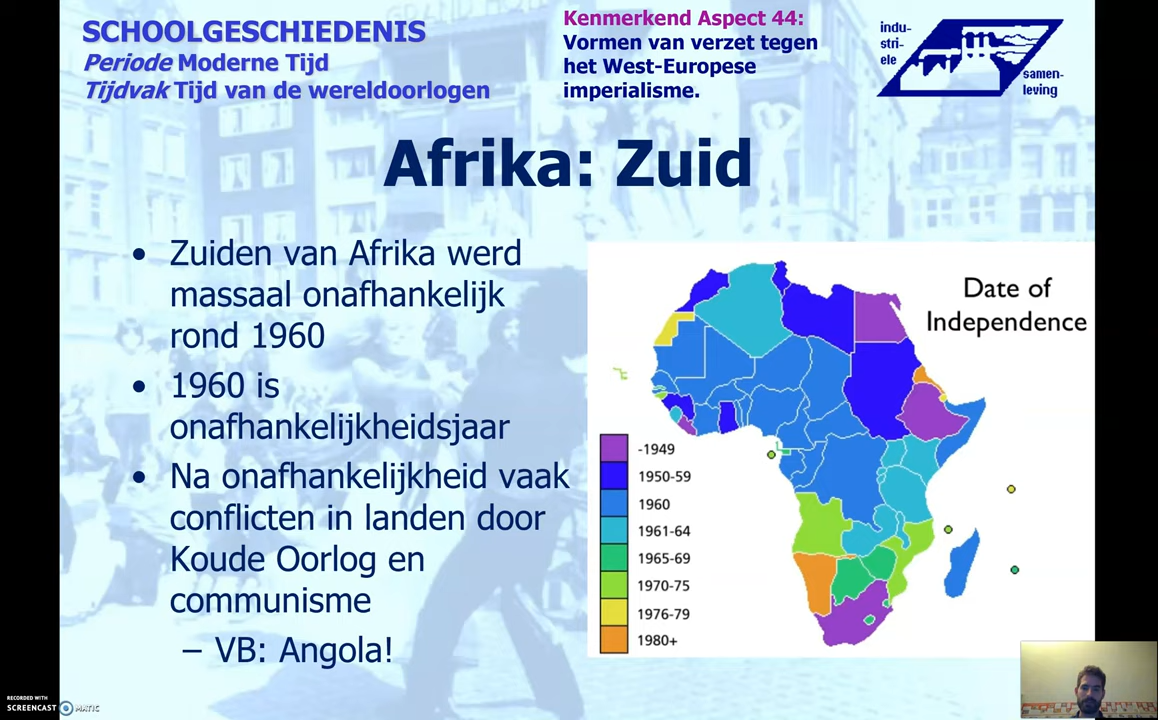 SCHOOLGESCHIEDENIS
Periode Moderne Tijd
Tijdvak Tijd van de wereldoorlogen
Kenmerkend Aspect 44:
Vormen van verzet tegen
het West-Europese
imperialisme.
indu-
stri-
ele
samen-
leving
Afrika: Zuid
• Zuiden van Afrika werd
massaal onafhankelijk
rond 1960
• 1960 is
onafhankelijkheidsjaar
• Na onafhankelijkheid vaak
conflicten in landen door
Koude Oorlog en
communisme
– VB: Angola!
Date of
Independence
-1949
1950-59
1960
1961-64
1965-69
1970-75
1976-79
1980+
RECORDED WITH
SCREENCAST MATIC